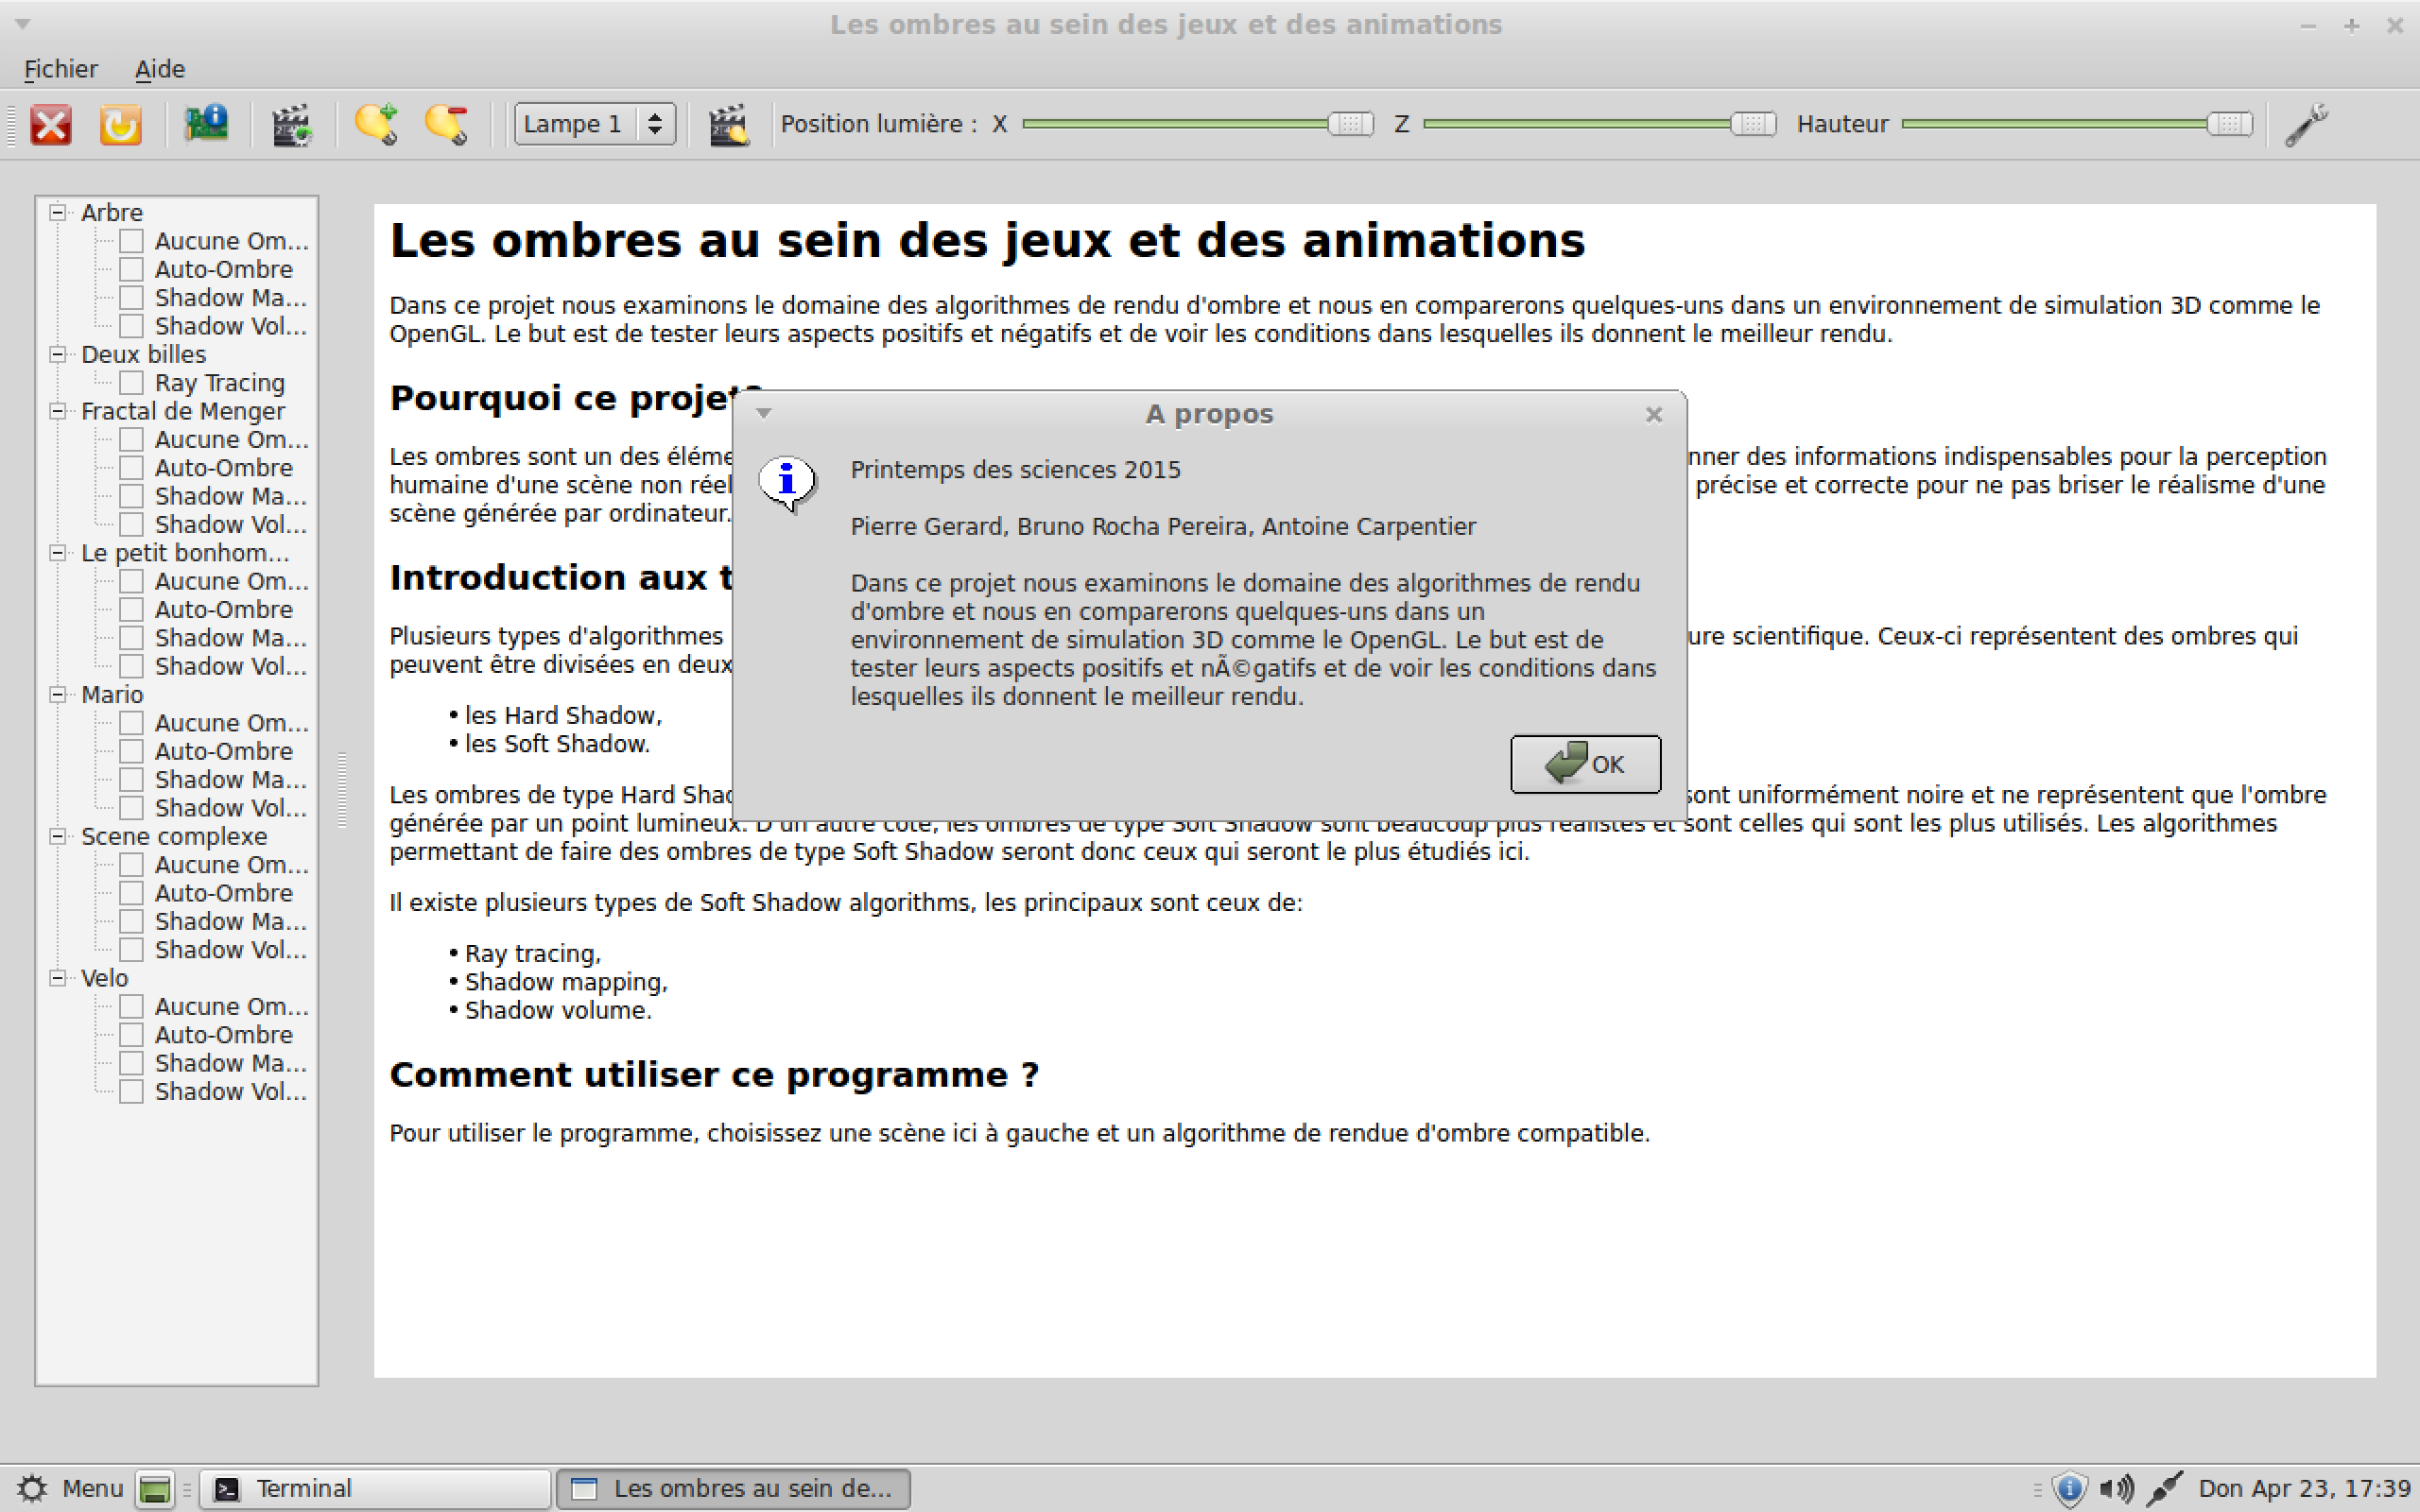 Les ombres au sein des jeux et des animations
Fichier Aide
Lampe 1 Position lumière : X Z Hauteur
Arbre
Aucune Om...
Auto-Ombre
Shadow Ma...
Shadow Vol...
Deux billes
Ray Tracing
Fractal de Menger
Aucune Om...
Auto-Ombre
Shadow Ma...
Shadow Vol...
Le petit bonhom...
Aucune Om...
Auto-Ombre
Shadow Ma...
Shadow Vol...
Mario
Aucune Om...
Auto-Ombre
Shadow Ma...
Shadow Vol...
Scene complexe
Aucune Om...
Auto-Ombre
Shadow Ma...
Shadow Vol...
Velo
Aucune Om...
Auto-Ombre
Shadow Ma...
Shadow Vol...
Les ombres au sein des jeux et des animations
Dans ce projet nous examinons le domaine des algorithmes de rendu d'ombre et nous en comparerons quelques-uns dans un environnement de simulation 3D comme le
OpenGL. Le but est de tester leurs aspects positifs et négatifs et de voir les conditions dans lesquelles ils donnent le meilleur rendu.
Pourquoi ce projet?
Les ombres sont un des éléme nner des informations indispensables pour la perception
humaine d'une scène non réel précise et correcte pour ne pas briser le réalisme d'une
scène générée par ordinateur.
Introduction aux t
Plusieurs types d'algorithmes ure scientifique. Ceux-ci représentent des ombres qui
peuvent être divisées en deux
• les Hard Shadow,
• les Soft Shadow.
Les ombres de type Hard Shad sont uniformément noire et ne représentent que l'ombre
générée par un point lumineux. D'un autre côté, les ombres de type Soft Shadow sont beaucoup plus réalistes et sont celles qui sont les plus utilisés. Les algorithmes
permettant de faire des ombres de type Soft Shadow seront donc ceux qui seront le plus étudiés ici.
Il existe plusieurs types de Soft Shadow algorithms, les principaux sont ceux de:
• Ray tracing,
• Shadow mapping,
• Shadow volume.
Comment utiliser ce programme ?
Pour utiliser le programme, choisissez une scène ici à gauche et un algorithme de rendue d'ombre compatible.
A propos
Printemps des sciences 2015
Pierre Gerard, Bruno Rocha Pereira, Antoine Carpentier
Dans ce projet nous examinons le domaine des algorithmes de rendu
d'ombre et nous en comparerons quelques-uns dans un
environnement de simulation 3D comme le OpenGL. Le but est de
tester leurs aspects positifs et nÃ©gatifs et de voir les conditions dans
lesquelles ils donnent le meilleur rendu.
OK
Menu Terminal Les ombres au sein de... Don Apr 23, 17:39